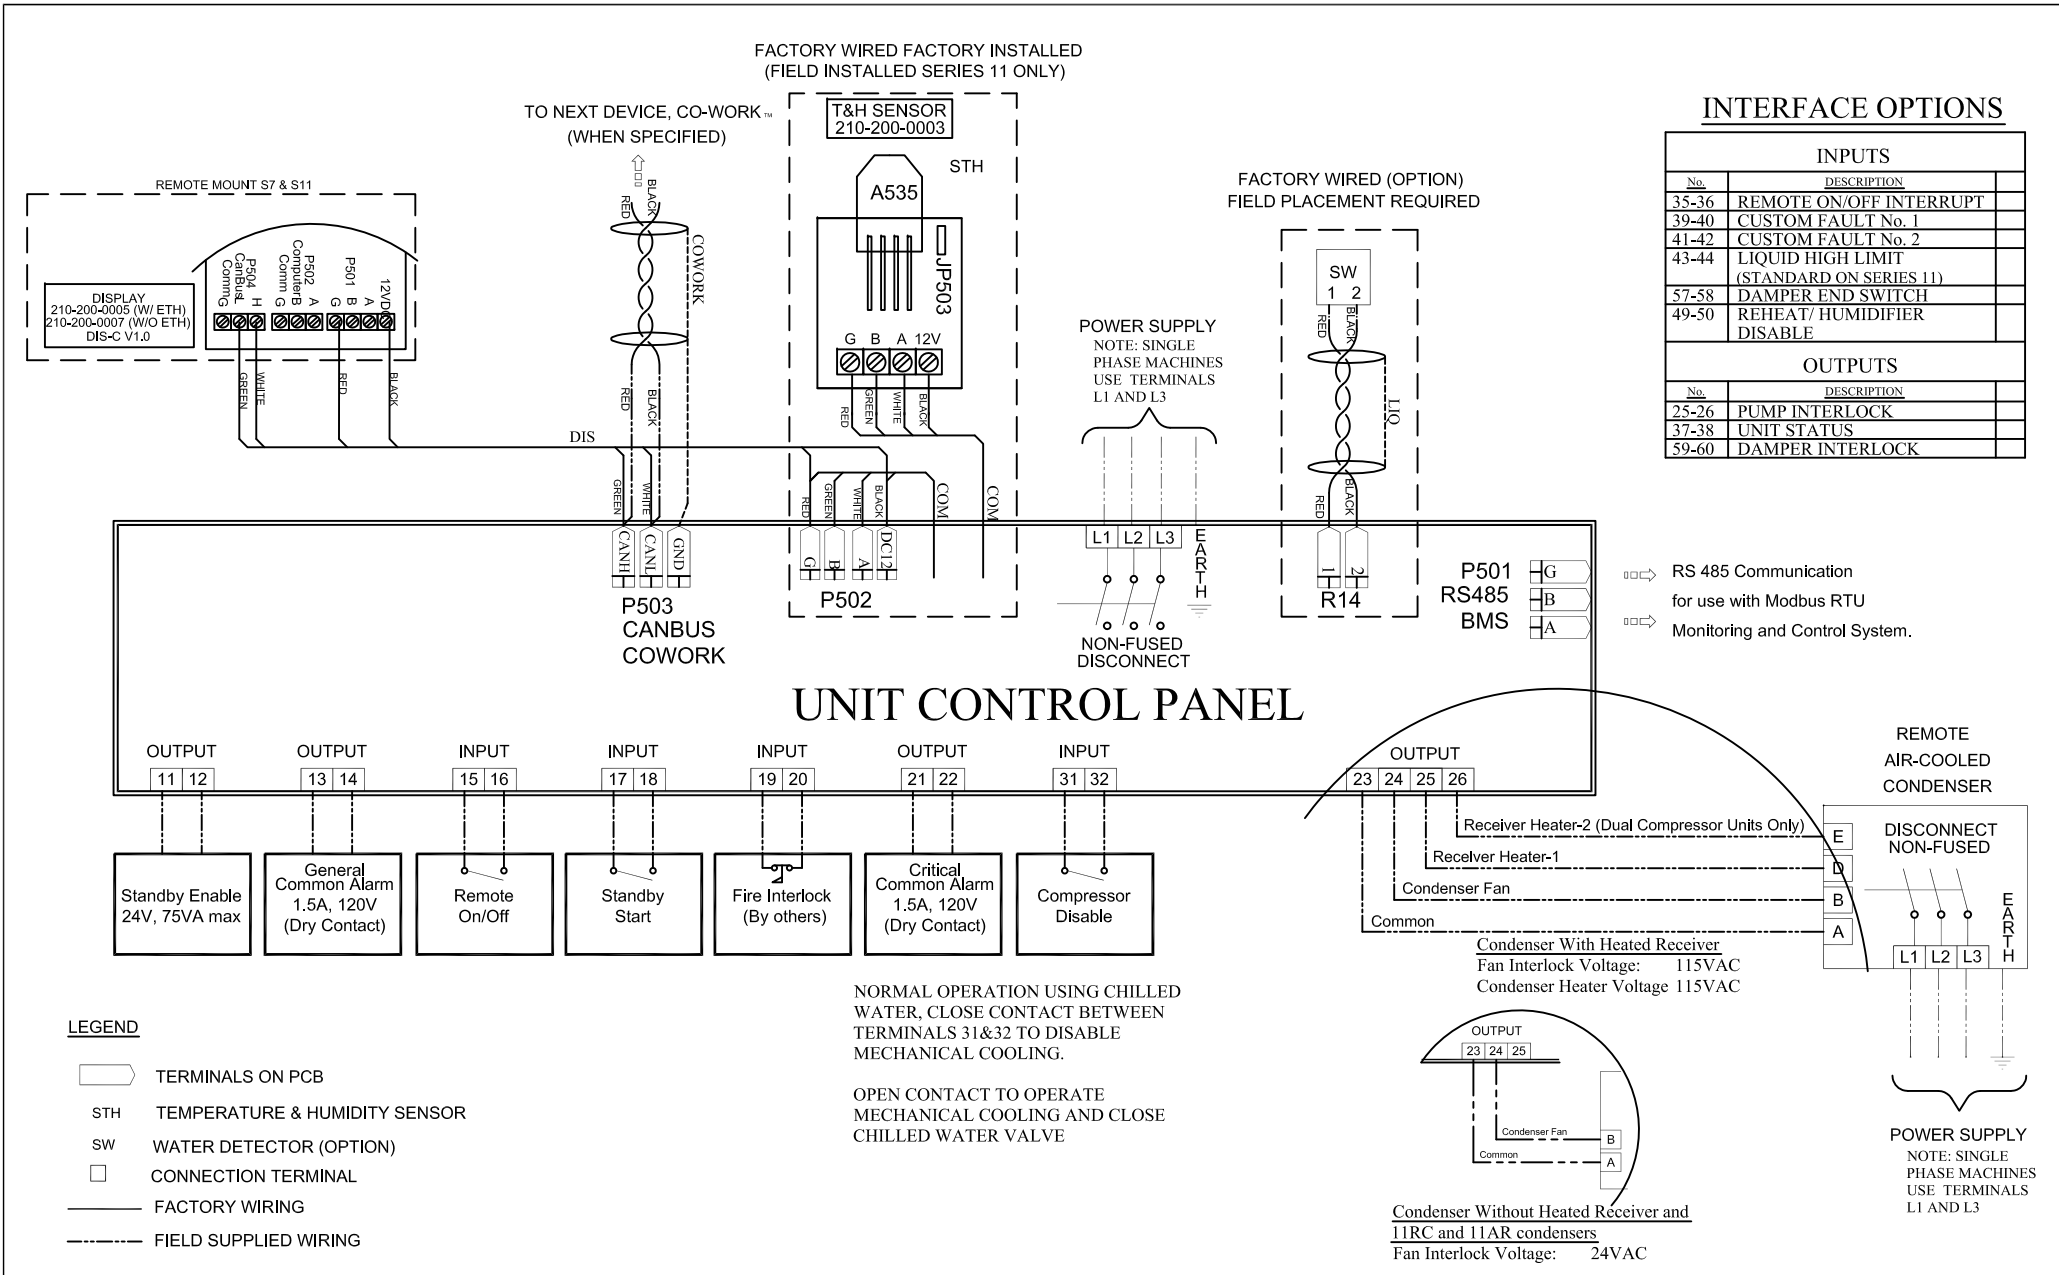 FACTORY WIRED FACTORY INSTALLED
(FIELD INSTALLED SERIES 11 ONLY)
TO NEXT DEVICE, CO-WORK™
(WHEN SPECIFIED)
T&H SENSOR
210-200-0003
STH
A535
JP503
G B A 12V
RED
GREEN
WHITE
BLACK
COM
COM
REMOTE MOUNT S7 & S11
DISPLAY
210-200-0005 (W/ ETH)
210-200-0007 (W/O ETH)
DIS-C V1.0
P504
CanBus
Comm
H
L
G
P502
Computer
Comm
A
B
G
P501
A
B
G
12VDC
GREEN
WHITE
RED
BLACK
DIS
RED
BLACK
COWORK
RED
BLACK
GREEN
WHITE
CANH
CANL
GND
P503
CANBUS
COWORK
RED
GREEN
WHITE
BLACK
G
B
A
DC12
P502
POWER SUPPLY
NOTE: SINGLE
PHASE MACHINES
USE TERMINALS
L1 AND L3
L1 L2 L3
EARTH
NON-FUSED
DISCONNECT
FACTORY WIRED (OPTION)
FIELD PLACEMENT REQUIRED
SW
1 2
RED
BLACK
LIQ
RED
BLACK
1
2
R14
INTERFACE OPTIONS
INPUTS
No. DESCRIPTION
35-36 REMOTE ON/OFF INTERRUPT
39-40 CUSTOM FAULT No. 1
41-42 CUSTOM FAULT No. 2
43-44 LIQUID HIGH LIMIT
(STANDARD ON SERIES 11)
57-58 DAMPER END SWITCH
49-50 REHEAT/ HUMIDIFIER
DISABLE
OUTPUTS
No. DESCRIPTION
25-26 PUMP INTERLOCK
37-38 UNIT STATUS
59-60 DAMPER INTERLOCK
P501
RS485
BMS
G
B
A
RS 485 Communication
for use with Modbus RTU
Monitoring and Control System.
UNIT CONTROL PANEL
OUTPUT
11 12
Standby Enable
24V, 75VA max
OUTPUT
13 14
General
Common Alarm
1.5A, 120V
(Dry Contact)
INPUT
15 16
Remote
On/Off
INPUT
17 18
Standby
Start
INPUT
19 20
Fire Interlock
(By others)
OUTPUT
21 22
Critical
Common Alarm
1.5A, 120V
(Dry Contact)
INPUT
31 32
Compressor
Disable
OUTPUT
23 24 25 26
Receiver Heater-2 (Dual Compressor Units Only)
Receiver Heater-1
Condenser Fan
Common
E
D
B
A
REMOTE
AIR-COOLED
CONDENSER
DISCONNECT
NON-FUSED
EARTH
L1 L2 L3
Condenser With Heated Receiver
Fan Interlock Voltage: 115VAC
Condenser Heater Voltage 115VAC
POWER SUPPLY
NOTE: SINGLE
PHASE MACHINES
USE TERMINALS
L1 AND L3
OUTPUT
23 24 25
Condenser Fan
Common
B
A
Condenser Without Heated Receiver and
11RC and 11AR condensers
Fan Interlock Voltage: 24VAC
NORMAL OPERATION USING CHILLED
WATER, CLOSE CONTACT BETWEEN
TERMINALS 31&32 TO DISABLE
MECHANICAL COOLING.
OPEN CONTACT TO OPERATE
MECHANICAL COOLING AND CLOSE
CHILLED WATER VALVE
LEGEND
TERMINALS ON PCB
STH TEMPERATURE & HUMIDITY SENSOR
SW WATER DETECTOR (OPTION)
CONNECTION TERMINAL
FACTORY WIRING
FIELD SUPPLIED WIRING